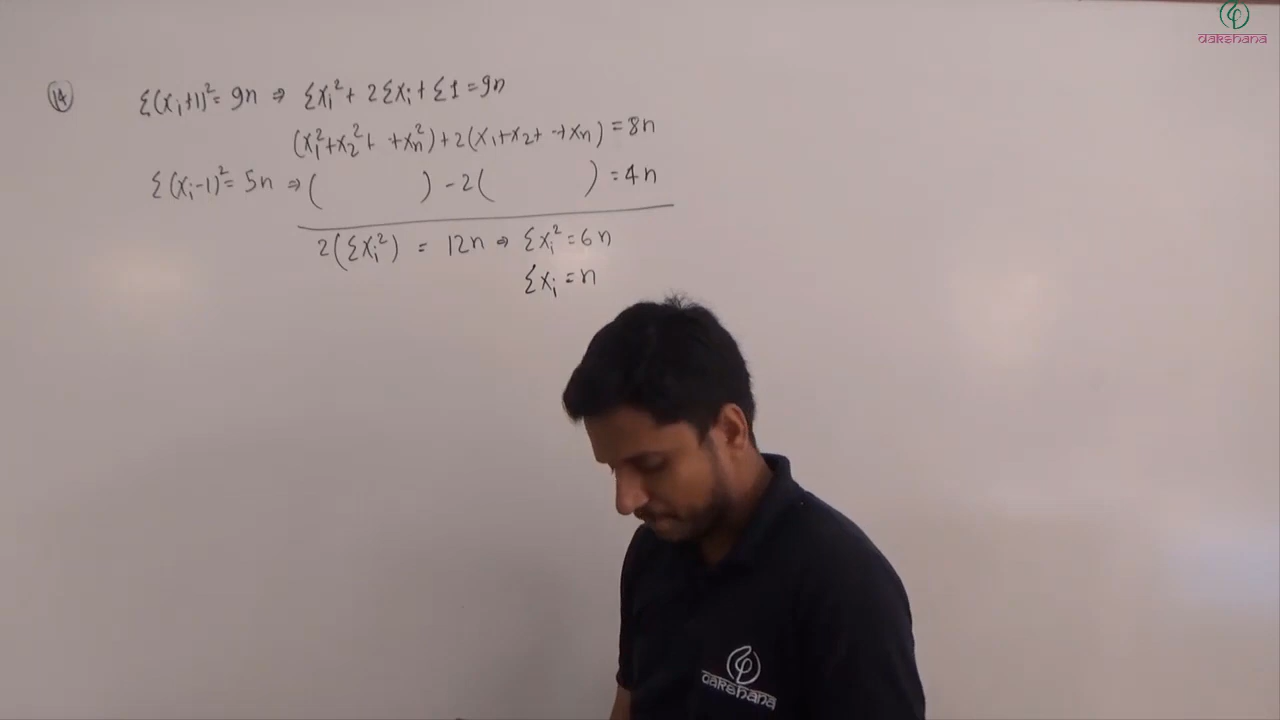 dakshana
14 Σ(xᵢ+1)² = 9n ⇒ Σxᵢ² + 2Σxᵢ + Σ1 = 9n
(x₁²+x₂²+ +xₙ²) + 2(x₁+x₂+ -+xₙ) = 8n
Σ(xᵢ-1)² = 5n ⇒ ( ) - 2( ) = 4n
2(Σxᵢ²) = 12n ⇒ Σxᵢ² = 6n
Σxᵢ = n
dakshana